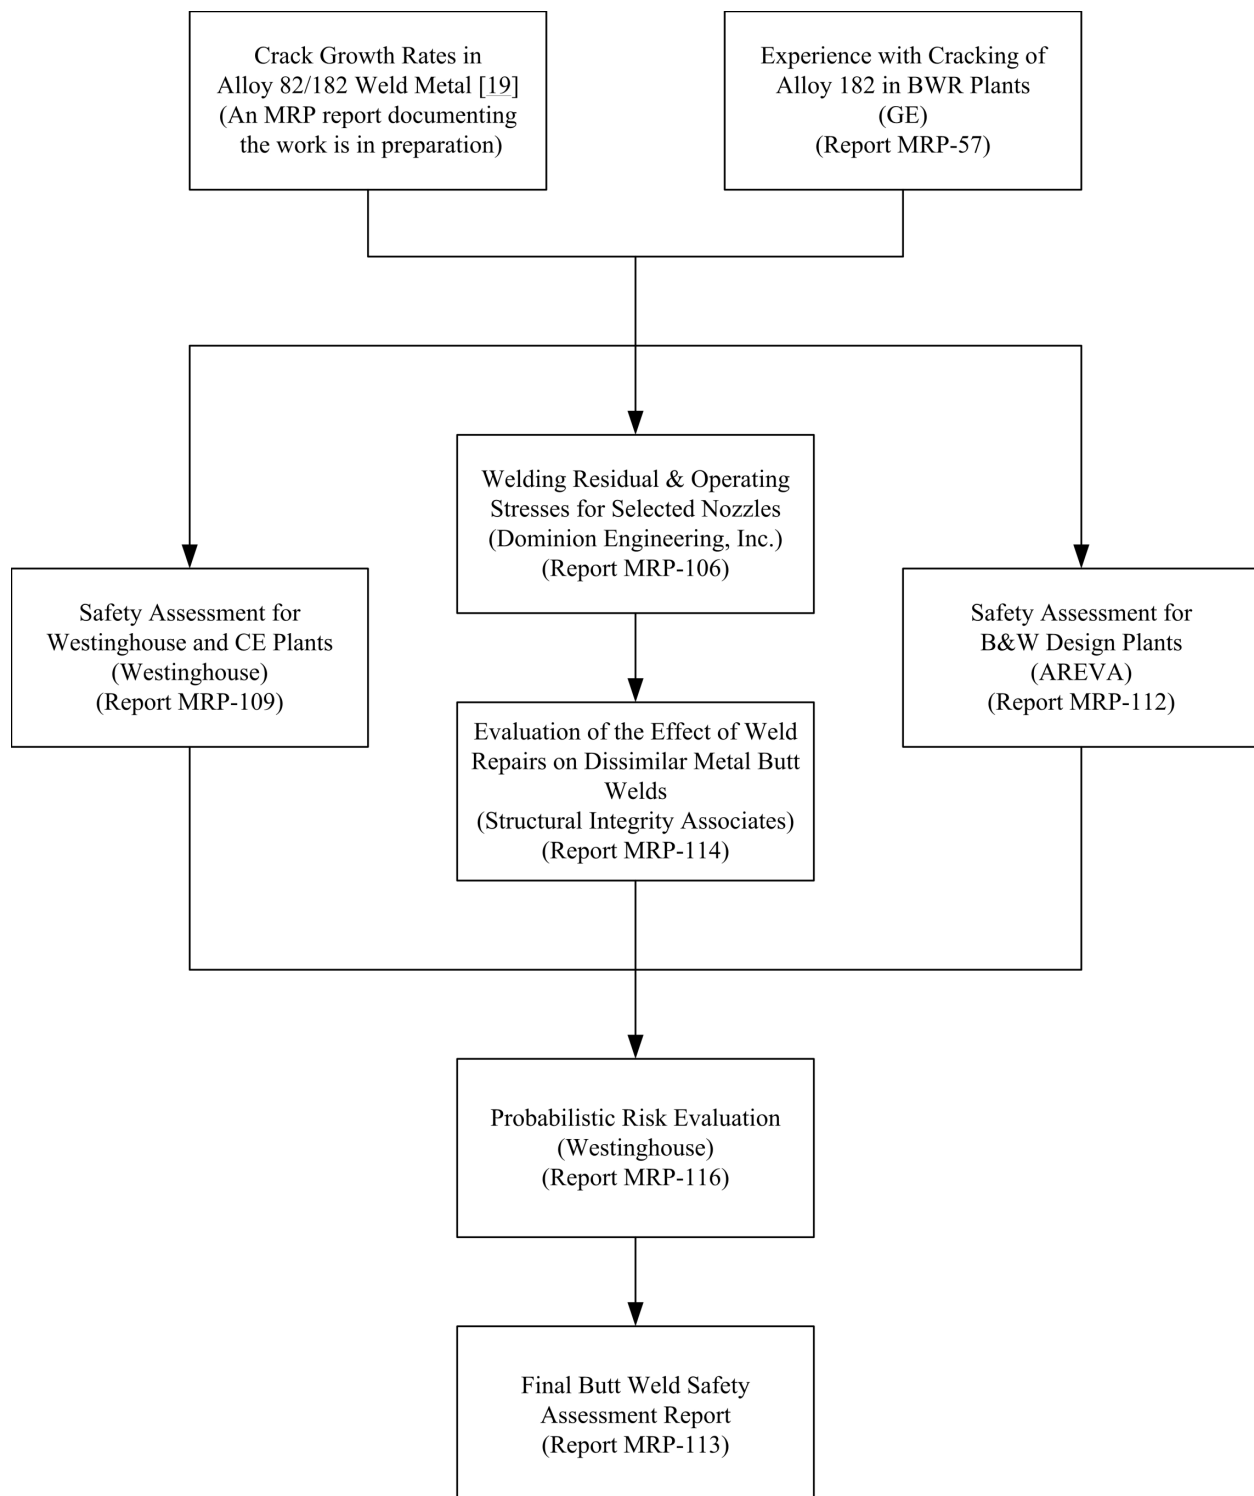 Crack Growth Rates in
Alloy 82/182 Weld Metal [19]
(An MRP report documenting
the work is in preparation)
Experience with Cracking of
Alloy 182 in BWR Plants
(GE)
(Report MRP-57)
Welding Residual & Operating
Stresses for Selected Nozzles
(Dominion Engineering, Inc.)
(Report MRP-106)
Safety Assessment for
Westinghouse and CE Plants
(Westinghouse)
(Report MRP-109)
Safety Assessment for
B&W Design Plants
(AREVA)
(Report MRP-112)
Evaluation of the Effect of Weld
Repairs on Dissimilar Metal Butt
Welds
(Structural Integrity Associates)
(Report MRP-114)
Probabilistic Risk Evaluation
(Westinghouse)
(Report MRP-116)
Final Butt Weld Safety
Assessment Report
(Report MRP-113)